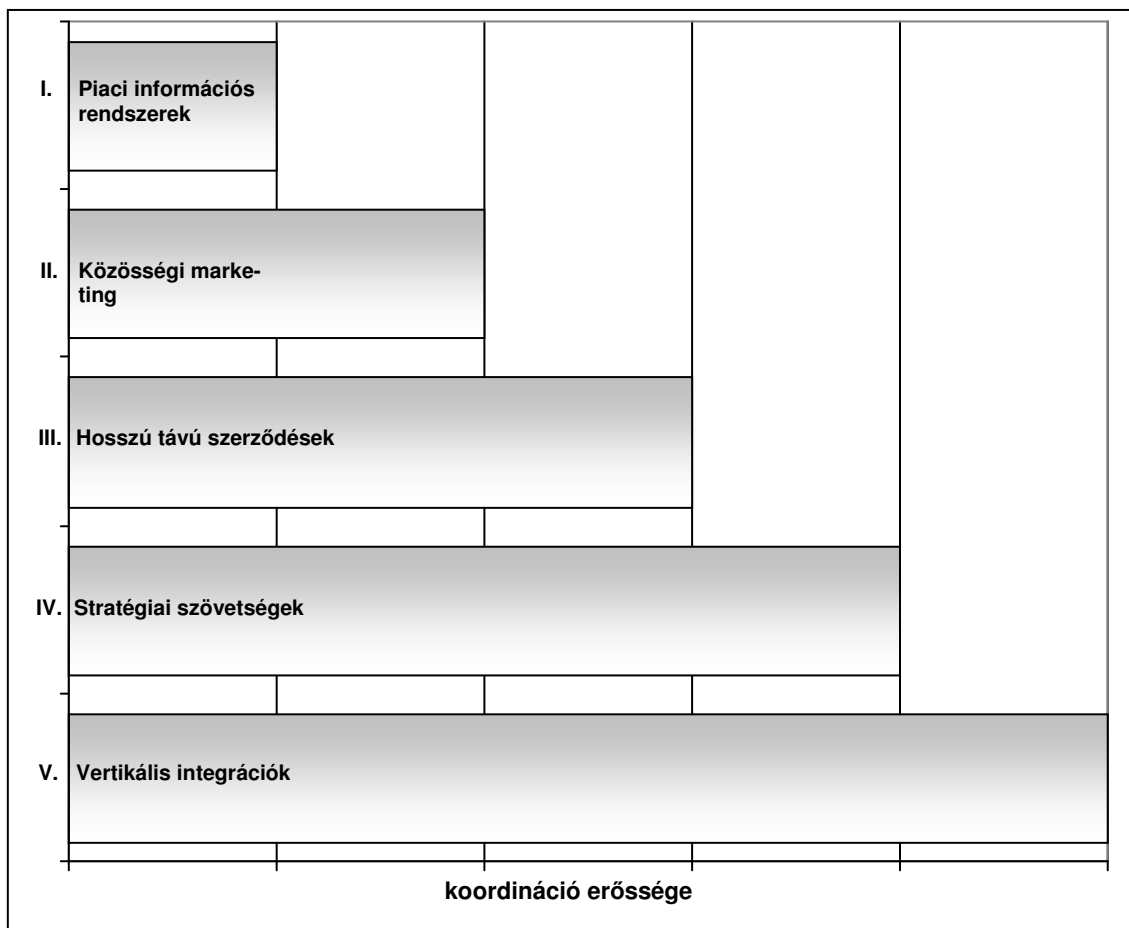 I. Piaci információs
rendszerek
II. Közösségi marke-
ting
III. Hosszú távú szerződések
IV. Stratégiai szövetségek
V. Vertikális integrációk
koordináció erőssége